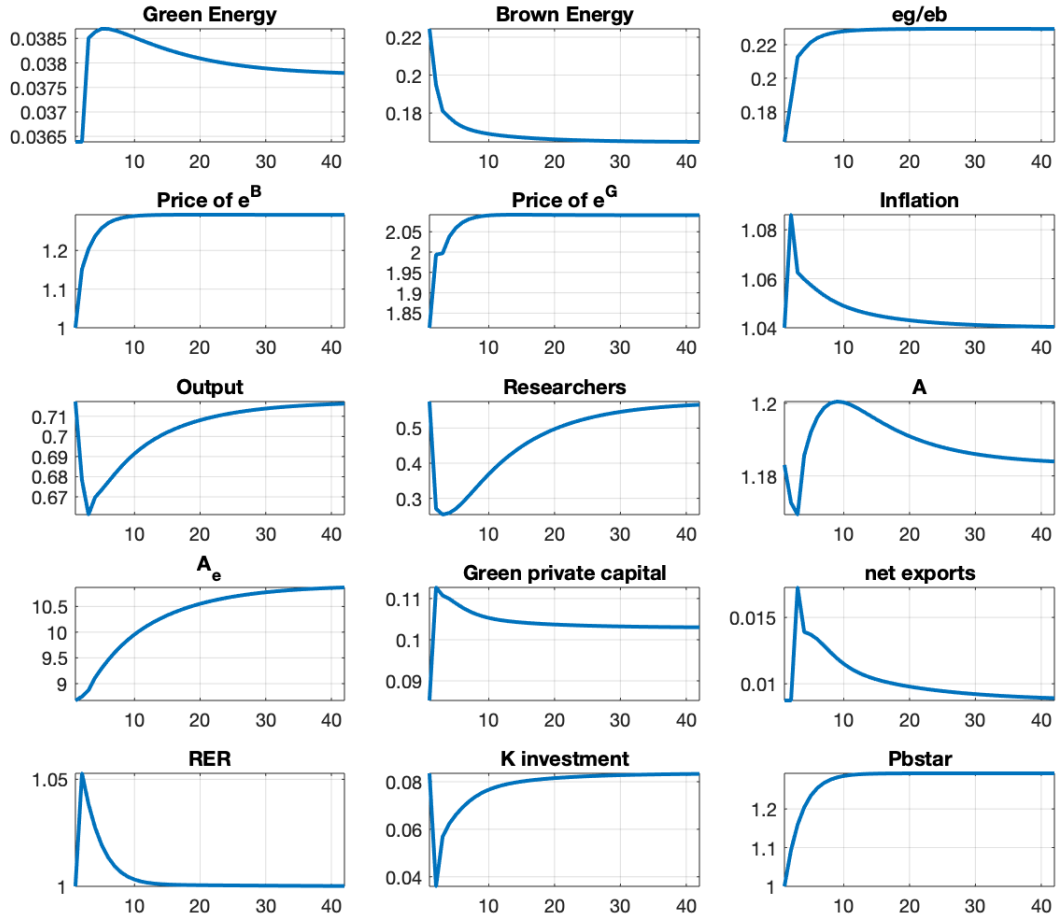 Green Energy
0.0385
0.038
0.0375
0.037
0.0365
10 20 30 40
Brown Energy
0.22
0.2
0.18
10 20 30 40
eg/eb
0.22
0.2
0.18
10 20 30 40
Price of e^B
1.2
1.1
1
10 20 30 40
Price of e^G
2.05
2
1.95
1.9
1.85
10 20 30 40
Inflation
1.08
1.06
1.04
10 20 30 40
Output
0.71
0.7
0.69
0.68
0.67
10 20 30 40
Researchers
0.5
0.4
0.3
10 20 30 40
A
1.2
1.18
10 20 30 40
A_e
10.5
10
9.5
9
10 20 30 40
Green private capital
0.11
0.1
0.09
10 20 30 40
net exports
0.015
0.01
10 20 30 40
RER
1.05
1
10 20 30 40
K investment
0.08
0.06
0.04
10 20 30 40
Pbstar
1.2
1.1
1
10 20 30 40